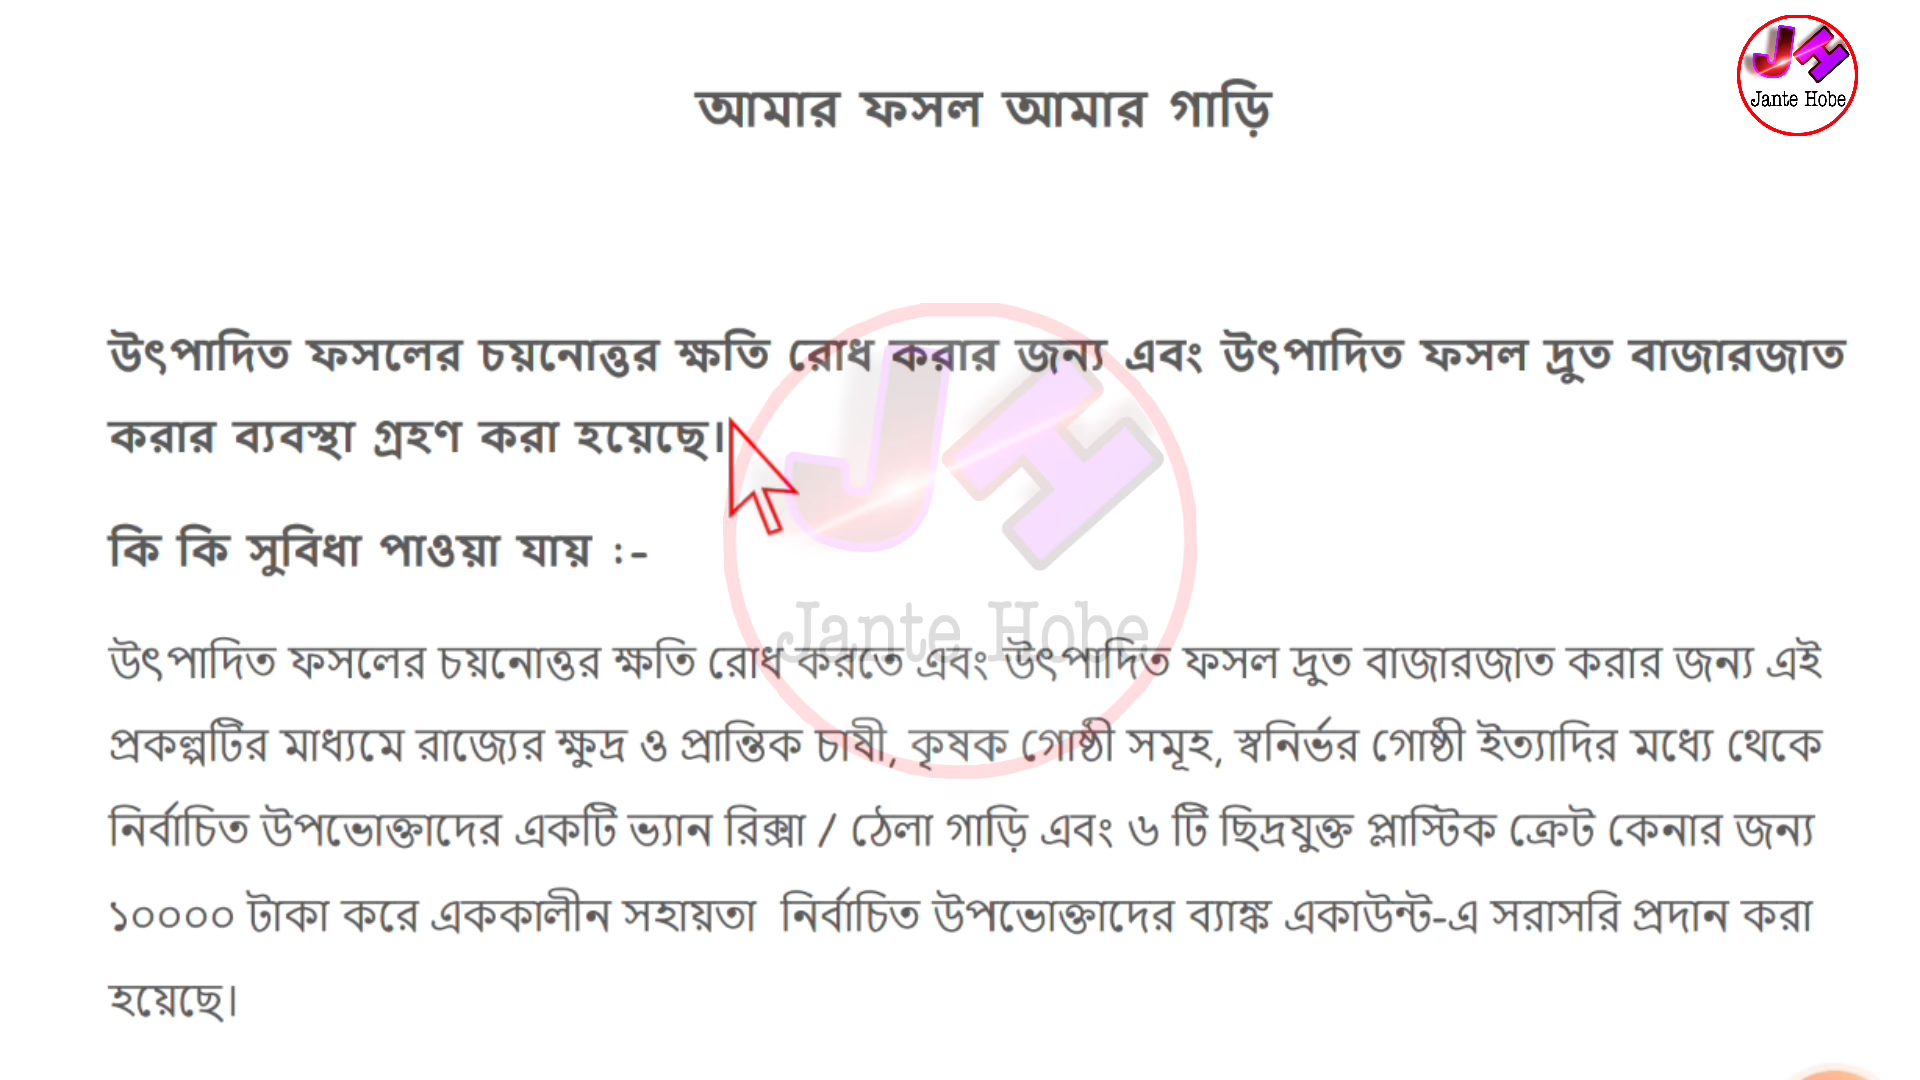 JH
Jante Hobe
আমার ফসল আমার গাড়ি
উৎপাদিত ফসলের চয়নোত্তর ক্ষতি রোধ করার জন্য এবং উৎপাদিত ফসল দ্রুত বাজারজাত
করার ব্যবস্থা গ্রহণ করা হয়েছে।
কি কি সুবিধা পাওয়া যায় :-
JH
Jante Hobe
উৎপাদিত ফসলের চয়নোত্তর ক্ষতি রোধ করতে এবং উৎপাদিত ফসল দ্রুত বাজারজাত করার জন্য এই
প্রকল্পটির মাধ্যমে রাজ্যের ক্ষুদ্র ও প্রান্তিক চাষী, কৃষক গোষ্ঠী সমূহ, স্বনির্ভর গোষ্ঠী ইত্যাদির মধ্যে থেকে
নির্বাচিত উপভোক্তাদের একটি ভ্যান রিক্সা / ঠেলা গাড়ি এবং ৬ টি ছিদ্রযুক্ত প্লাস্টিক ক্রেট কেনার জন্য
১০০০০ টাকা করে এককালীন সহায়তা নির্বাচিত উপভোক্তাদের ব্যাঙ্ক একাউন্ট-এ সরাসরি প্রদান করা
হয়েছে।